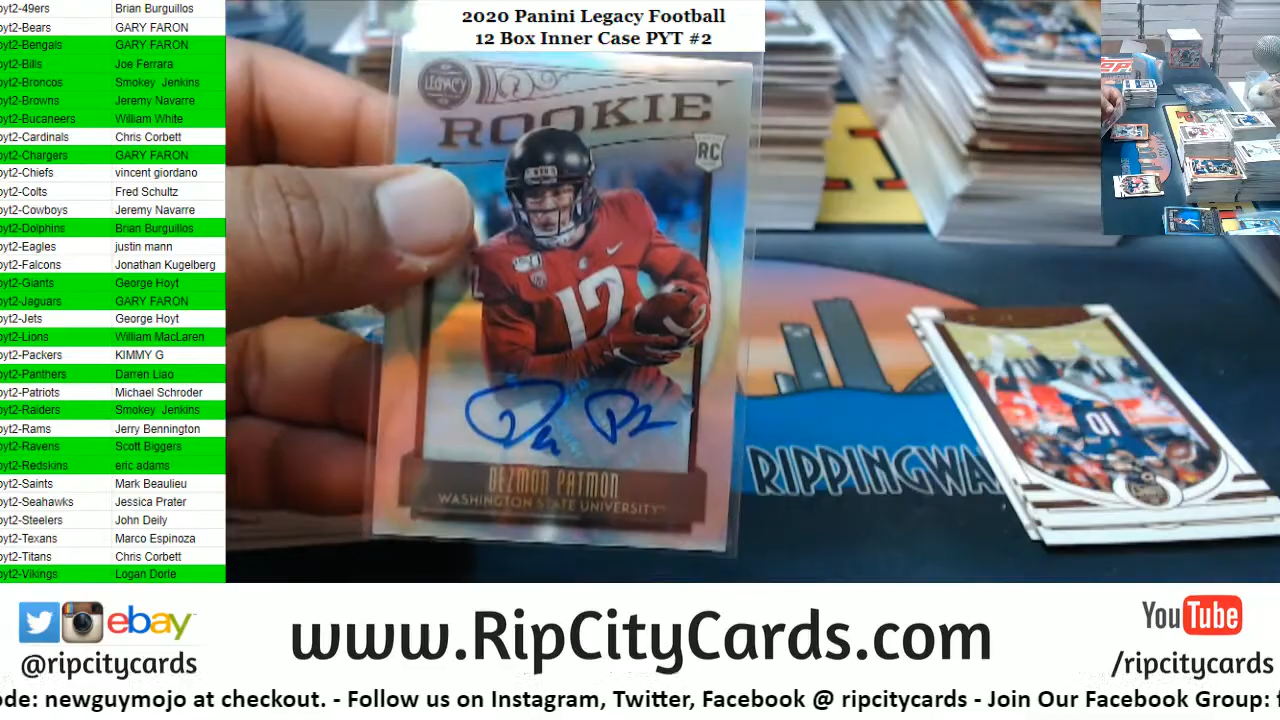 2020 Panini Legacy Football
12 Box Inner Case PYT #2
pyt2-49ers Brian Burguillos
pyt2-Bears GARY FARON
pyt2-Bengals GARY FARON
pyt2-Bills Joe Ferrara
pyt2-Broncos Smokey Jenkins
pyt2-Browns Jeremy Navarre
pyt2-Bucaneers William White
pyt2-Cardinals Chris Corbett
pyt2-Chargers GARY FARON
pyt2-Chiefs vincent giordano
pyt2-Colts Fred Schultz
pyt2-Cowboys Jeremy Navarre
pyt2-Dolphins Brian Burguillos
pyt2-Eagles justin mann
pyt2-Falcons Jonathan Kugelberg
pyt2-Giants George Hoyt
pyt2-Jaguars GARY FARON
pyt2-Jets George Hoyt
pyt2-Lions William MacLaren
pyt2-Packers KIMMY G
pyt2-Panthers Darren Liao
pyt2-Patriots Michael Schroder
pyt2-Raiders Smokey Jenkins
pyt2-Rams Jerry Bennington
pyt2-Ravens Scott Biggers
pyt2-Redskins eric adams
pyt2-Saints Mark Beaulieu
pyt2-Seahawks Jessica Prater
pyt2-Steelers John Deily
pyt2-Texans Marco Espinoza
pyt2-Titans Chris Corbett
pyt2-Vikings Logan Dorle
LEGACY
ROOKIE
RC
12
DEZMON PATMON
WASHINGTON STATE UNIVERSITY
10
RIPPINGWA
ebay
@ripcitycards
www.RipCityCards.com
YouTube
/ripcitycards
ode: newguymojo at checkout. - Follow us on Instagram, Twitter, Facebook @ ripcitycards - Join Our Facebook Group: f